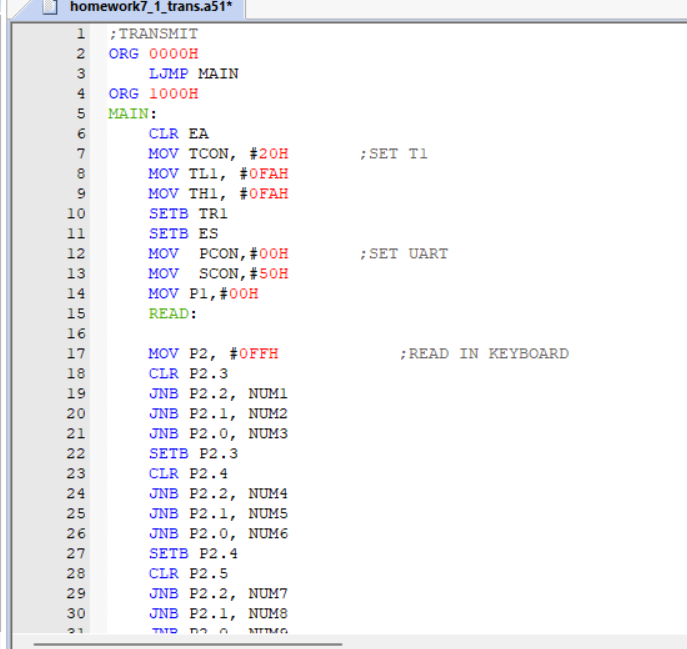 homework7_1_trans.a51*
1 ;TRANSMIT
2 ORG 0000H
3 LJMP MAIN
4 ORG 1000H
5 MAIN:
6 CLR EA
7 MOV TCON, #20H ;SET T1
8 MOV TL1, #0FAH
9 MOV TH1, #0FAH
10 SETB TR1
11 SETB ES
12 MOV PCON,#00H ;SET UART
13 MOV SCON,#50H
14 MOV P1,#00H
15 READ:
16
17 MOV P2, #0FFH ;READ IN KEYBOARD
18 CLR P2.3
19 JNB P2.2, NUM1
20 JNB P2.1, NUM2
21 JNB P2.0, NUM3
22 SETB P2.3
23 CLR P2.4
24 JNB P2.2, NUM4
25 JNB P2.1, NUM5
26 JNB P2.0, NUM6
27 SETB P2.4
28 CLR P2.5
29 JNB P2.2, NUM7
30 JNB P2.1, NUM8
31 JNB P2.0, NUM9